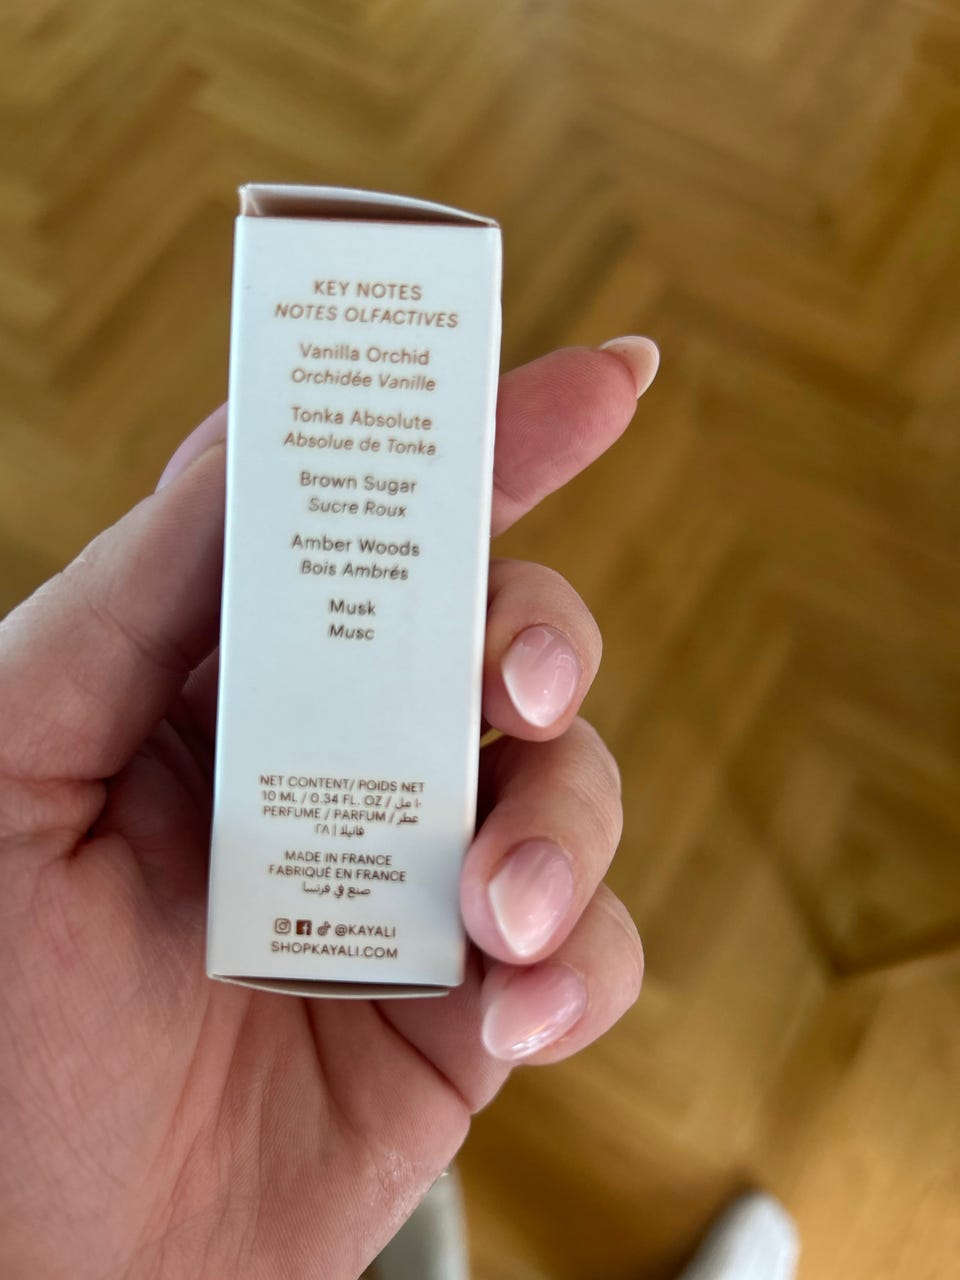 KEY NOTES
NOTES OLFACTIVES
Vanilla Orchid
Orchidée Vanille
Tonka Absolute
Absolue de Tonka
Brown Sugar
Sucre Roux
Amber Woods
Bois Ambrés
Musk
Musc
NET CONTENT/ POIDS NET
10 ML / 0.34 FL. OZ / ١٠ مل
PERFUME / PARFUM / عطر
فانيلا | ٢٨
MADE IN FRANCE
FABRIQUÉ EN FRANCE
صنع في فرنسا
@KAYALI
SHOPKAYALI.COM